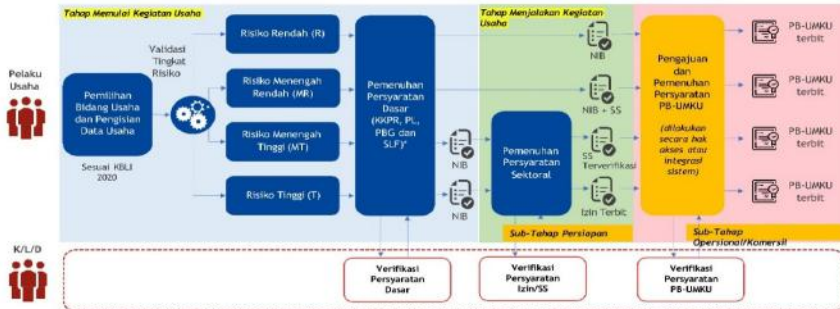 Tahap Memulai Kegiatan Usaha
Tahap Menjalankan Kegiatan
Usaha
Pelaku
Usaha
Pemilihan
Bidang Usaha
dan Pengisian
Data Usaha
Sesuai KBLI
2020
Validasi
Tingkat
Risiko
Risiko Rendah (R)
Risiko Menengah
Rendah (MR)
Risiko Menengah
Tinggi (MT)
Risiko Tinggi (T)
Pemenuhan
Persyaratan
Dasar
(KKPR, PL,
PBG dan
SLF)*
NIB
NIB
Pemenuhan
Persyaratan
Sektoral
NIB
NIB + SS
SS
Terverifikasi
Izin Terbit
Sub-Tahap Persiapan
Pengajuan
dan
Pemenuhan
Persyaratan
PB-UMKU
(dilakukan
secara hak
akses atau
integrasi
sistem)
PB-UMKU
terbit
PB-UMKU
terbit
PB-UMKU
terbit
PB-UMKU
terbit
Sub-Tahap
Opersional/Komersil
K/L/D
Verifikasi
Persyaratan
Dasar
Verifikasi
Persyaratan
Izin/SS
Verifikasi
Persyaratan
PB-UMKU